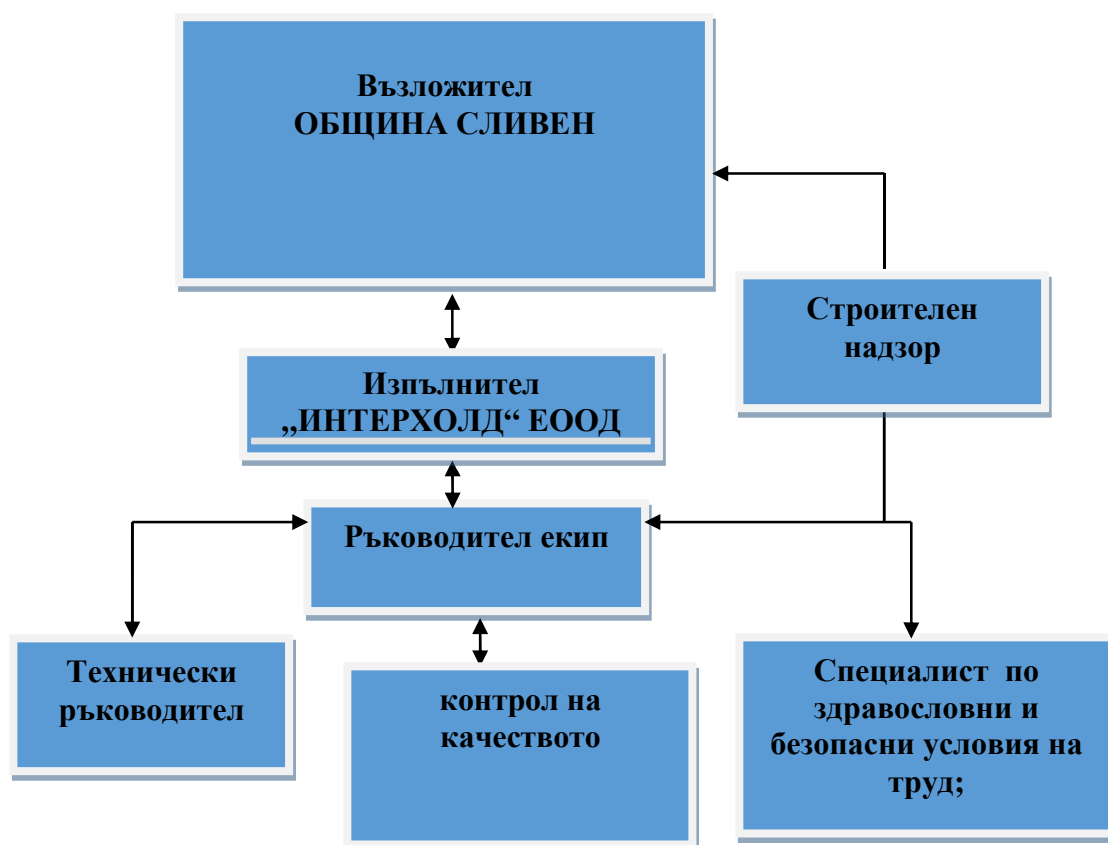 Възложител
ОБЩИНА СЛИВЕН
Строителен
надзор
Изпълнител
„ИНТЕРХОЛД“ ЕООД
Ръководител екип
Технически
ръководител
контрол на
качеството
Специалист по
здравословни и
безопасни условия на
труд;